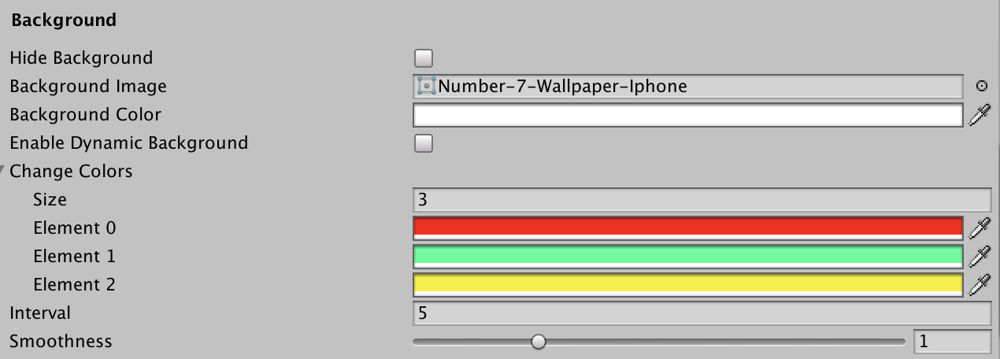 Background
Hide Background
Background Image Number-7-Wallpaper-Iphone
Background Color
Enable Dynamic Background
Change Colors
Size 3
Element 0
Element 1
Element 2
Interval 5
Smoothness 1